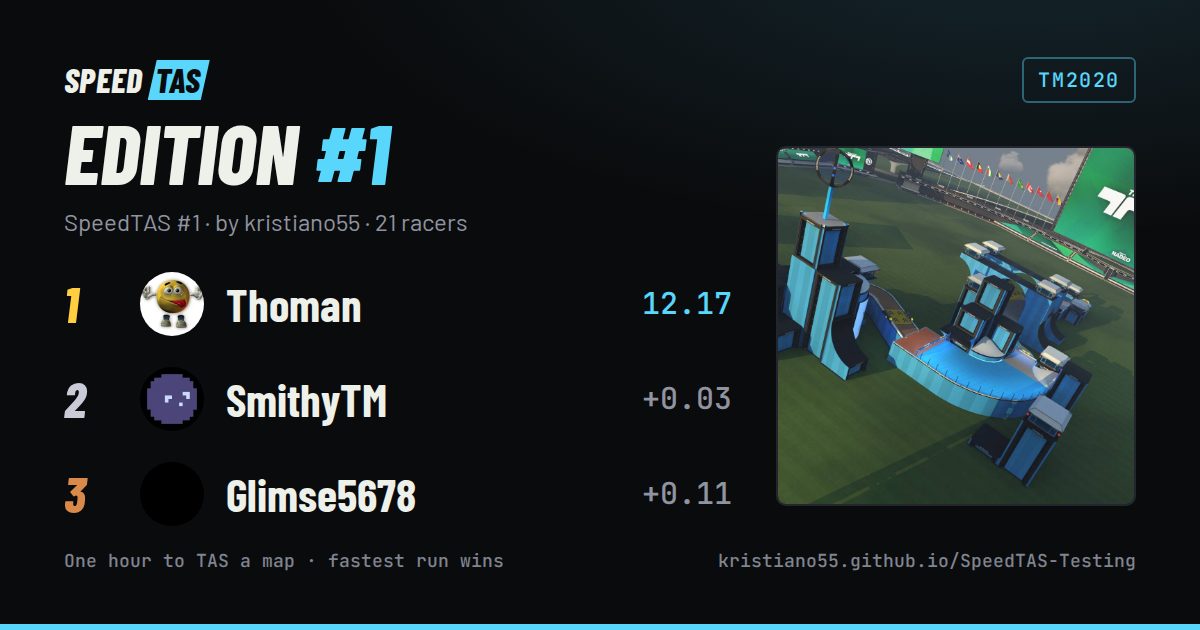 SPEED TAS
TM2020
EDITION #1
SpeedTAS #1 · by kristiano55 · 21 racers
1 Thoman 12.17
2 SmithyTM +0.03
3 Glimse5678 +0.11
NADEO
One hour to TAS a map · fastest run wins
kristiano55.github.io/SpeedTAS-Testing